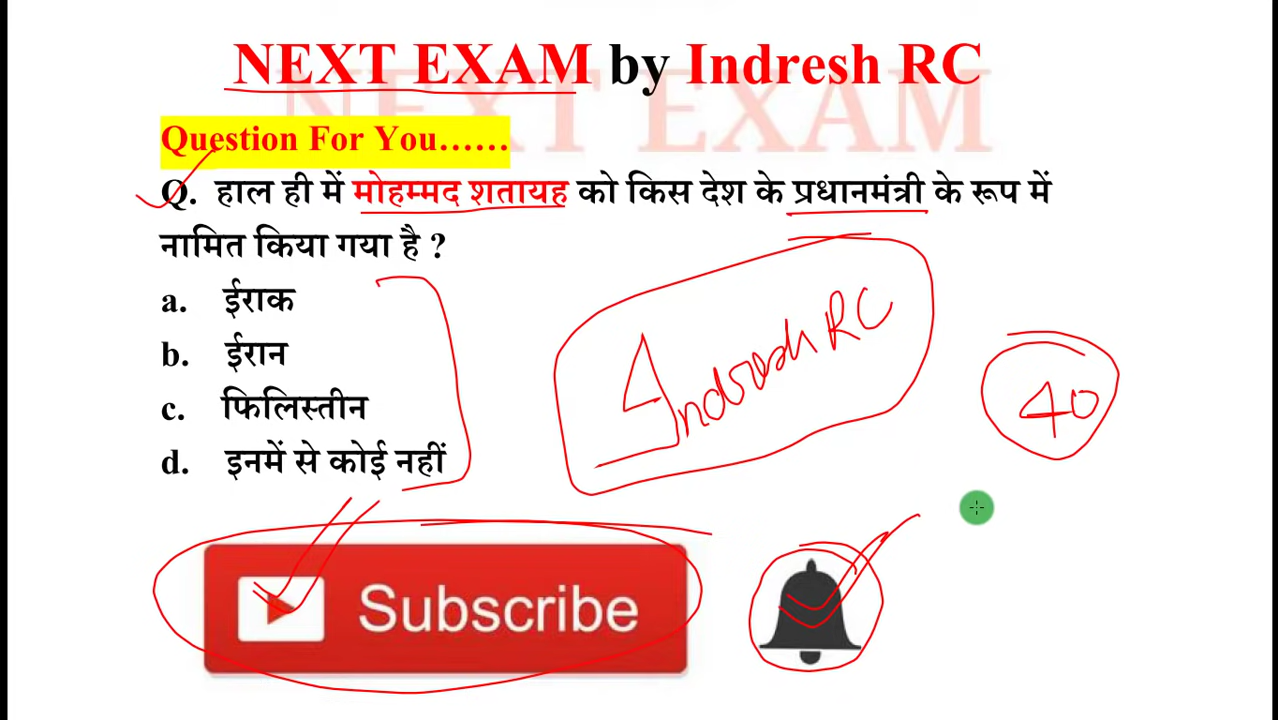 NEXT EXAM by Indresh RC
NEXT EXAM
Question For You......
Q. हाल ही में मोहम्मद शतायह को किस देश के प्रधानमंत्री के रूप में
नामित किया गया है ?
a. ईराक
b. ईरान
c. फिलिस्तीन
d. इनमें से कोई नहीं
Indresh RC
40
Subscribe